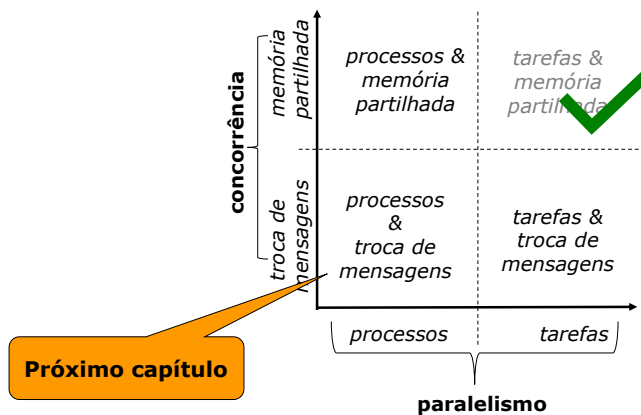 concorrência
memória
partilhada
troca de
mensagens
processos &
memória
partilhada
tarefas &
memória
partilhada
processos
&
troca de
mensagens
tarefas &
troca de
mensagens
Próximo capítulo
processos
tarefas
paralelismo